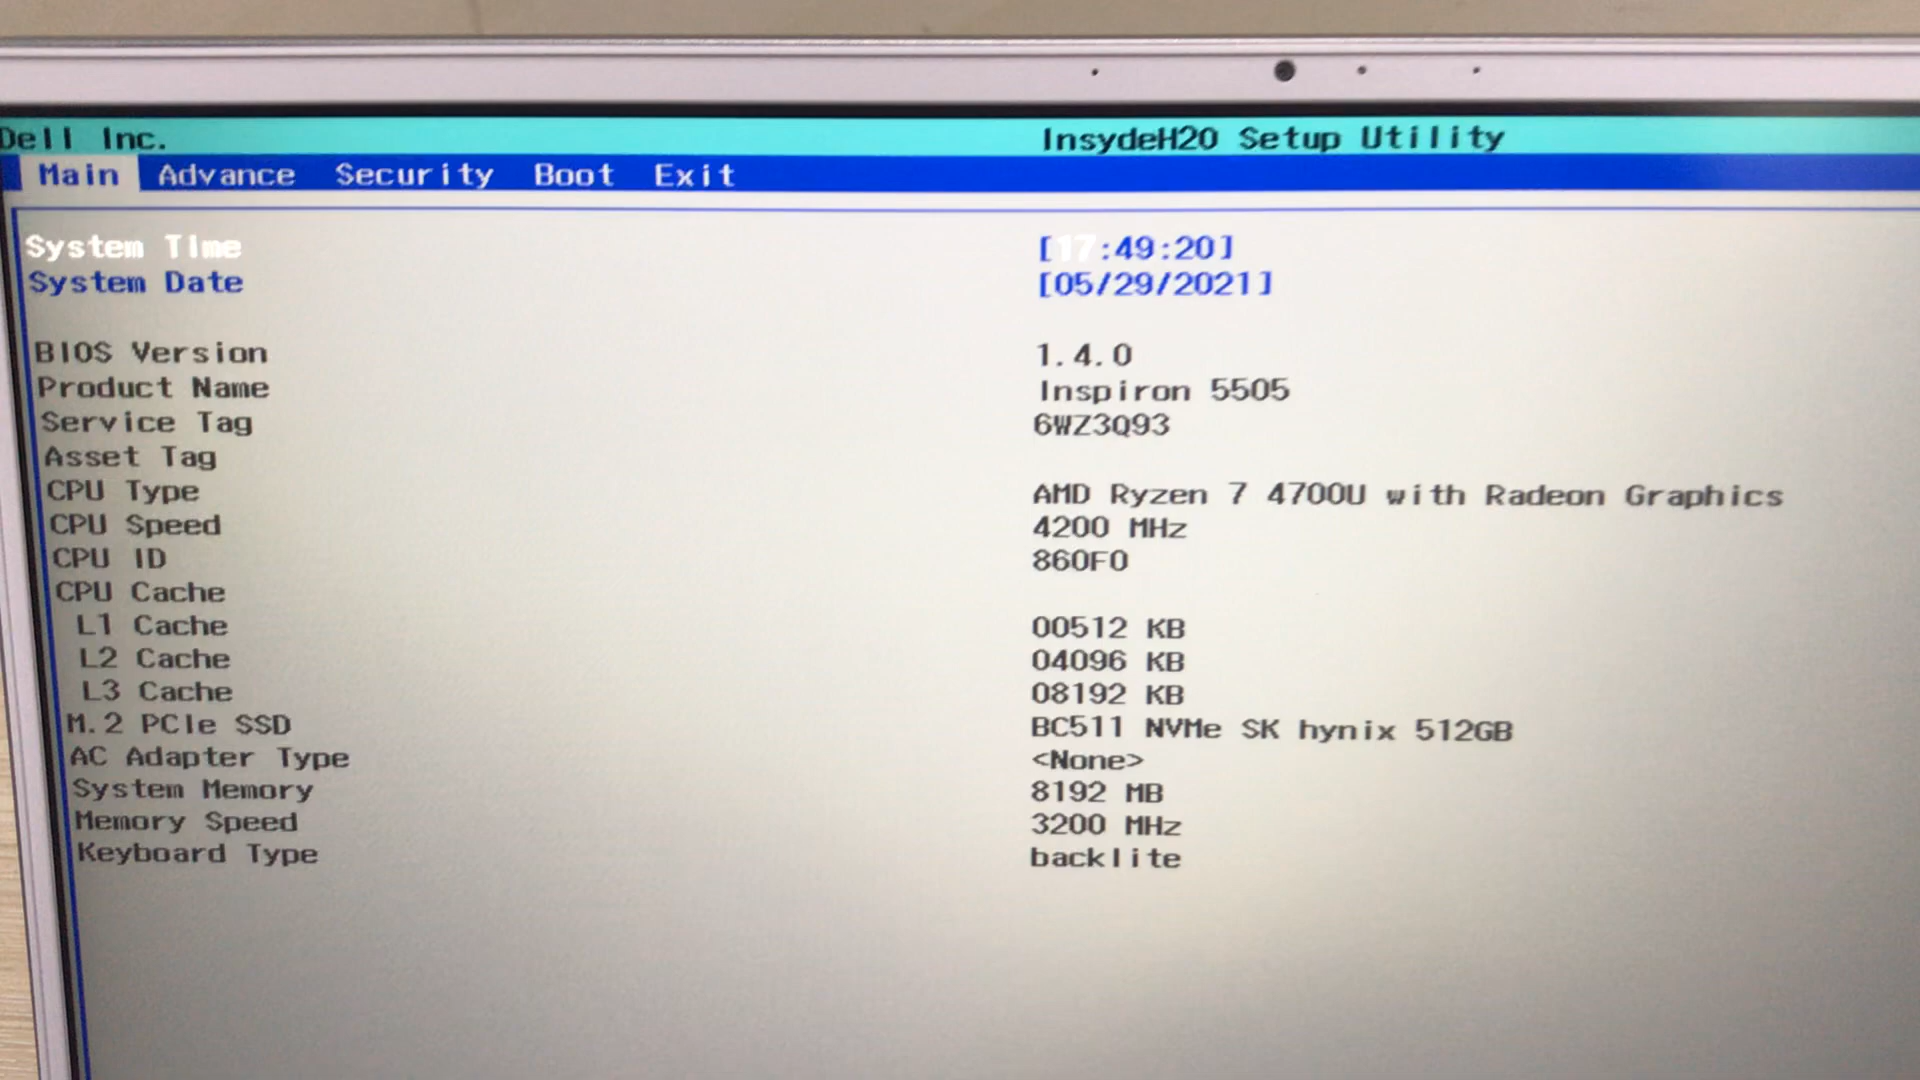 Dell Inc. InsydeH20 Setup Utility
Main Advance Security Boot Exit
System Time [17:49:20]
System Date [05/29/2021]
BIOS Version 1.4.0
Product Name Inspiron 5505
Service Tag 6WZ3Q93
Asset Tag
CPU Type AMD Ryzen 7 4700U with Radeon Graphics
CPU Speed 4200 MHz
CPU ID 860F0
CPU Cache
L1 Cache 00512 KB
L2 Cache 04096 KB
L3 Cache 08192 KB
M.2 PCIe SSD BC511 NVMe SK hynix 512GB
AC Adapter Type <None>
System Memory 8192 MB
Memory Speed 3200 MHz
Keyboard Type backlite